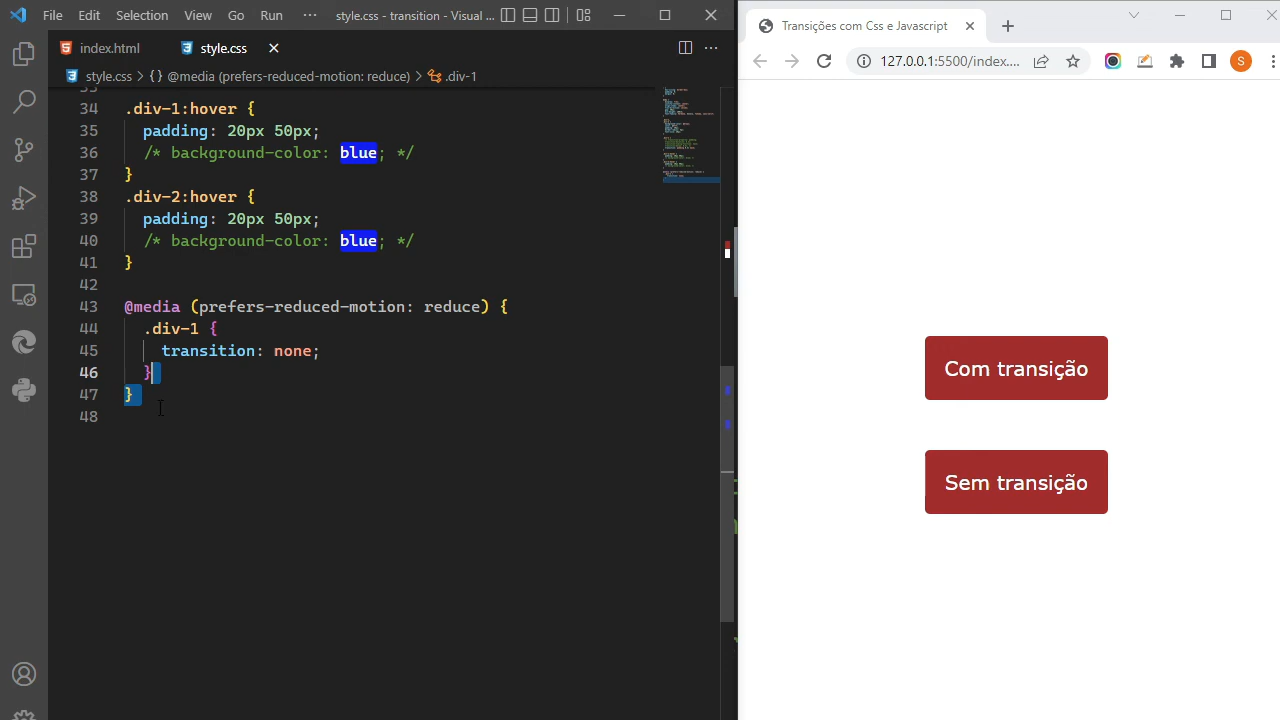 File Edit Selection View Go Run ··· style.css - transition - Visual ...
index.html style.css
style.css > {} @media (prefers-reduced-motion: reduce) > .div-1
34 .div-1:hover {
35 padding: 20px 50px;
36 /* background-color: blue; */
37 }
38 .div-2:hover {
39 padding: 20px 50px;
40 /* background-color: blue; */
41 }
42
43 @media (prefers-reduced-motion: reduce) {
44 .div-1 {
45 transition: none;
46 }
47 }
48
Transições com Css e Javascript
127.0.0.1:5500/index....
S
Com transição
Sem transição